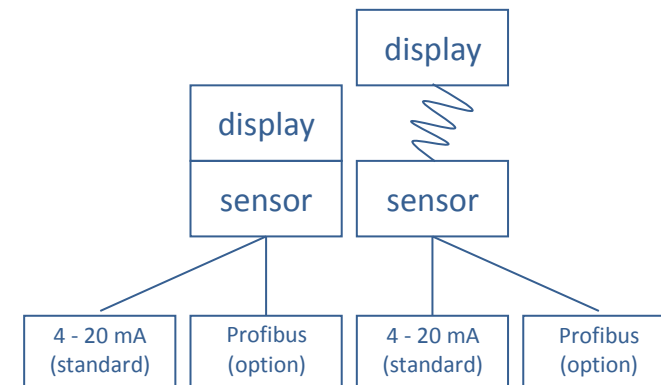 display
display
sensor
sensor
4 - 20 mA
(standard)
Profibus
(option)
4 - 20 mA
(standard)
Profibus
(option)